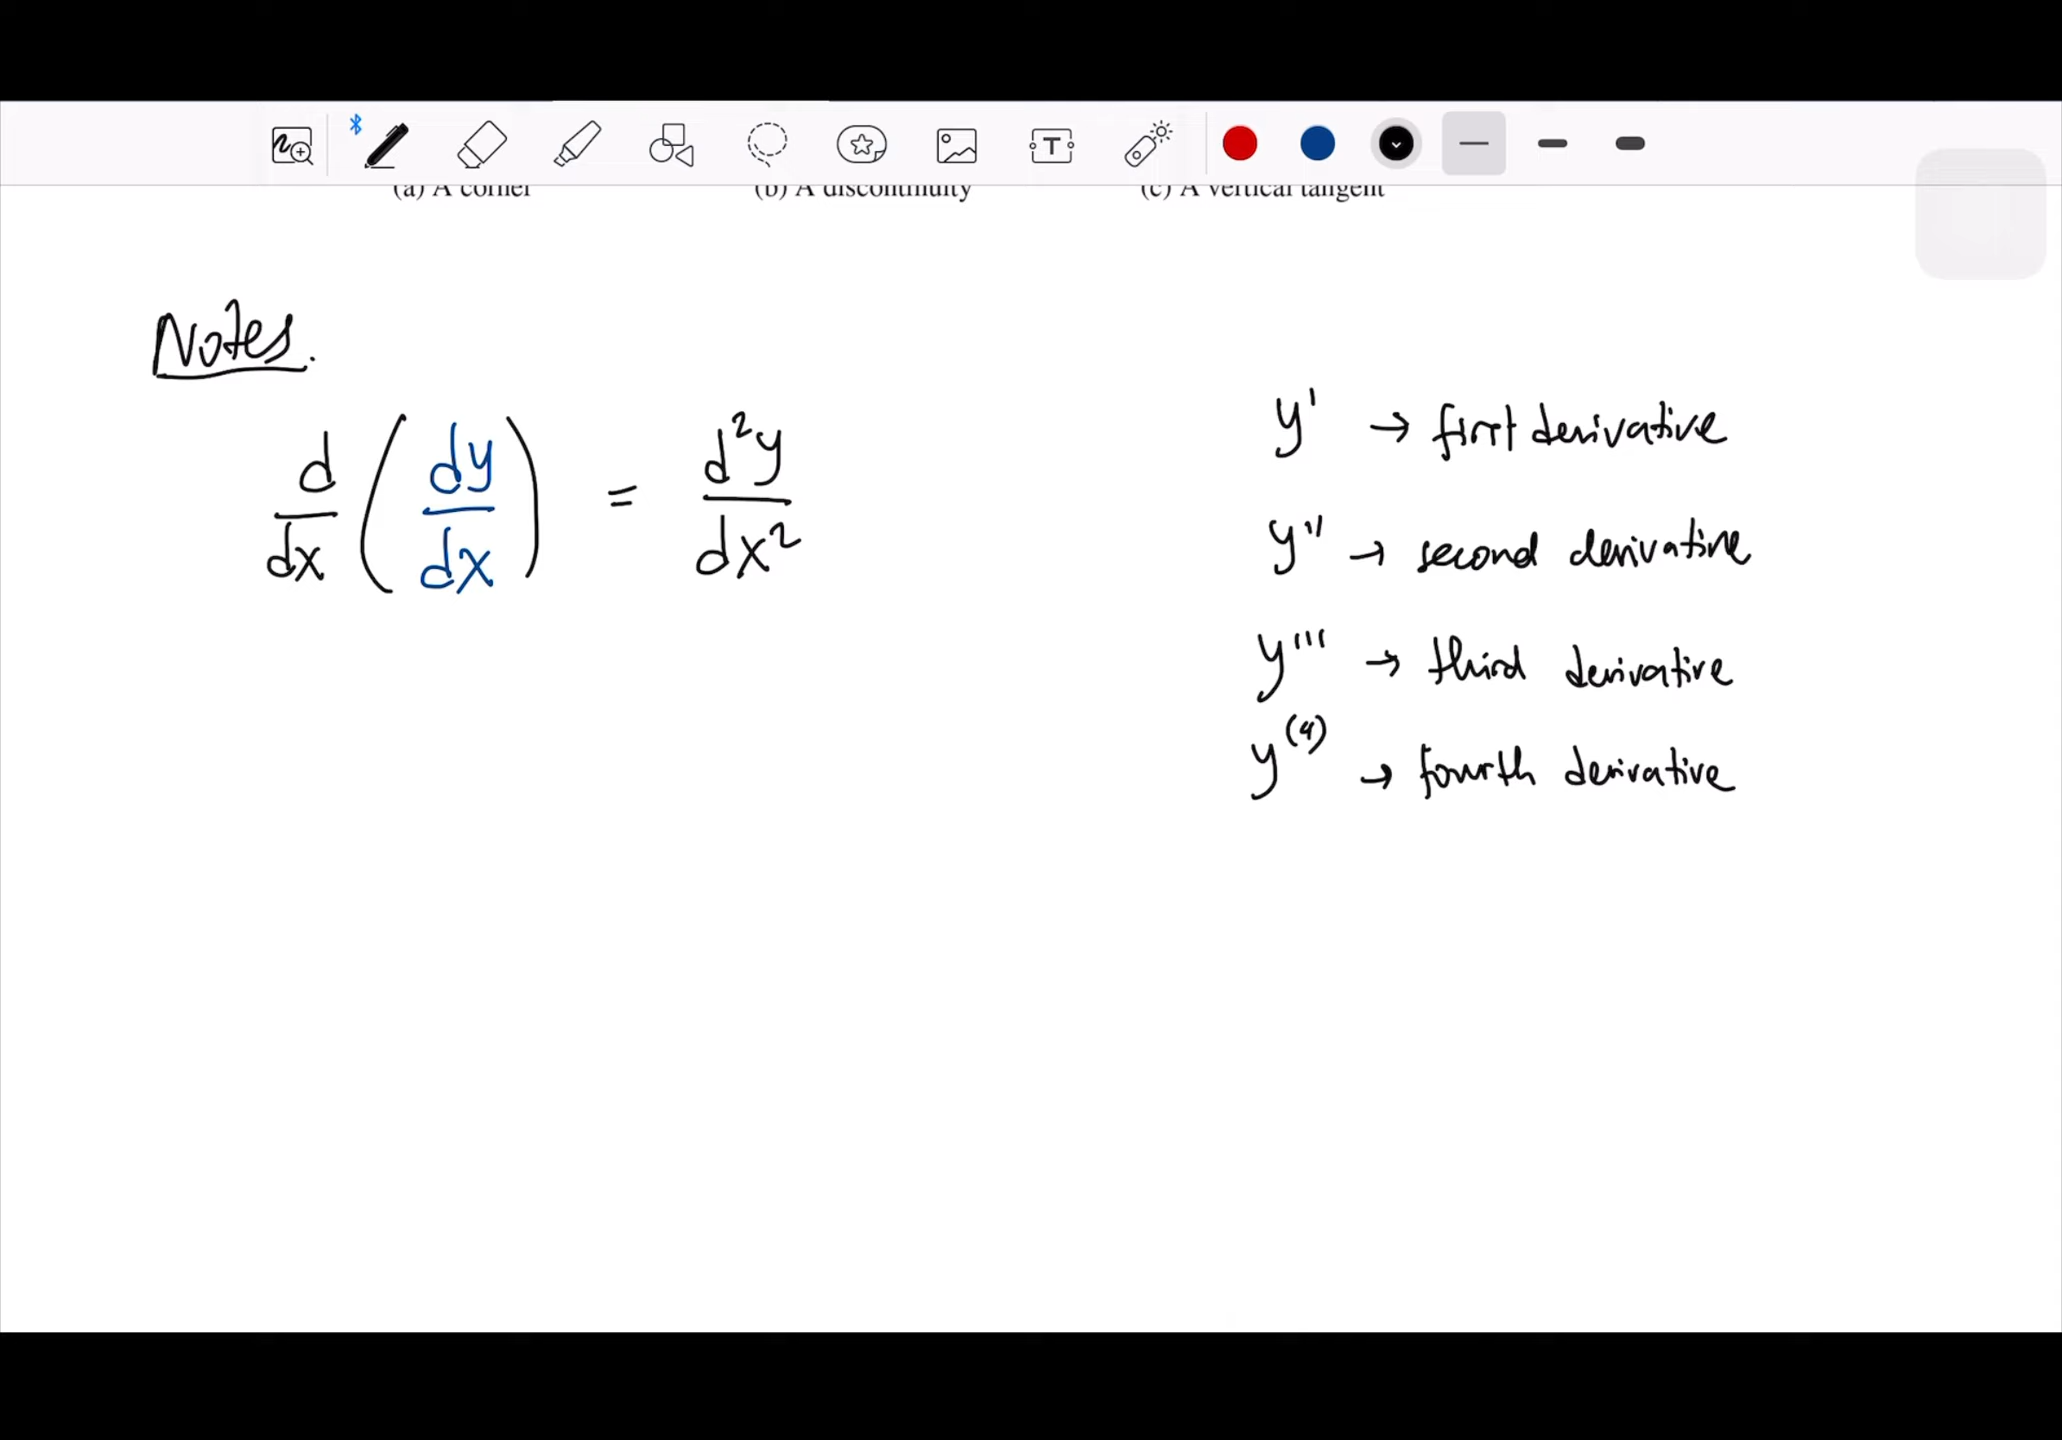 (a) A corner (b) A discontinuity (c) A vertical tangent
Notes.
d/dx (dy/dx) = d²y/dx²
y' → first derivative
y'' → second derivative
y''' → third derivative
y⁽⁴⁾ → fourth derivative